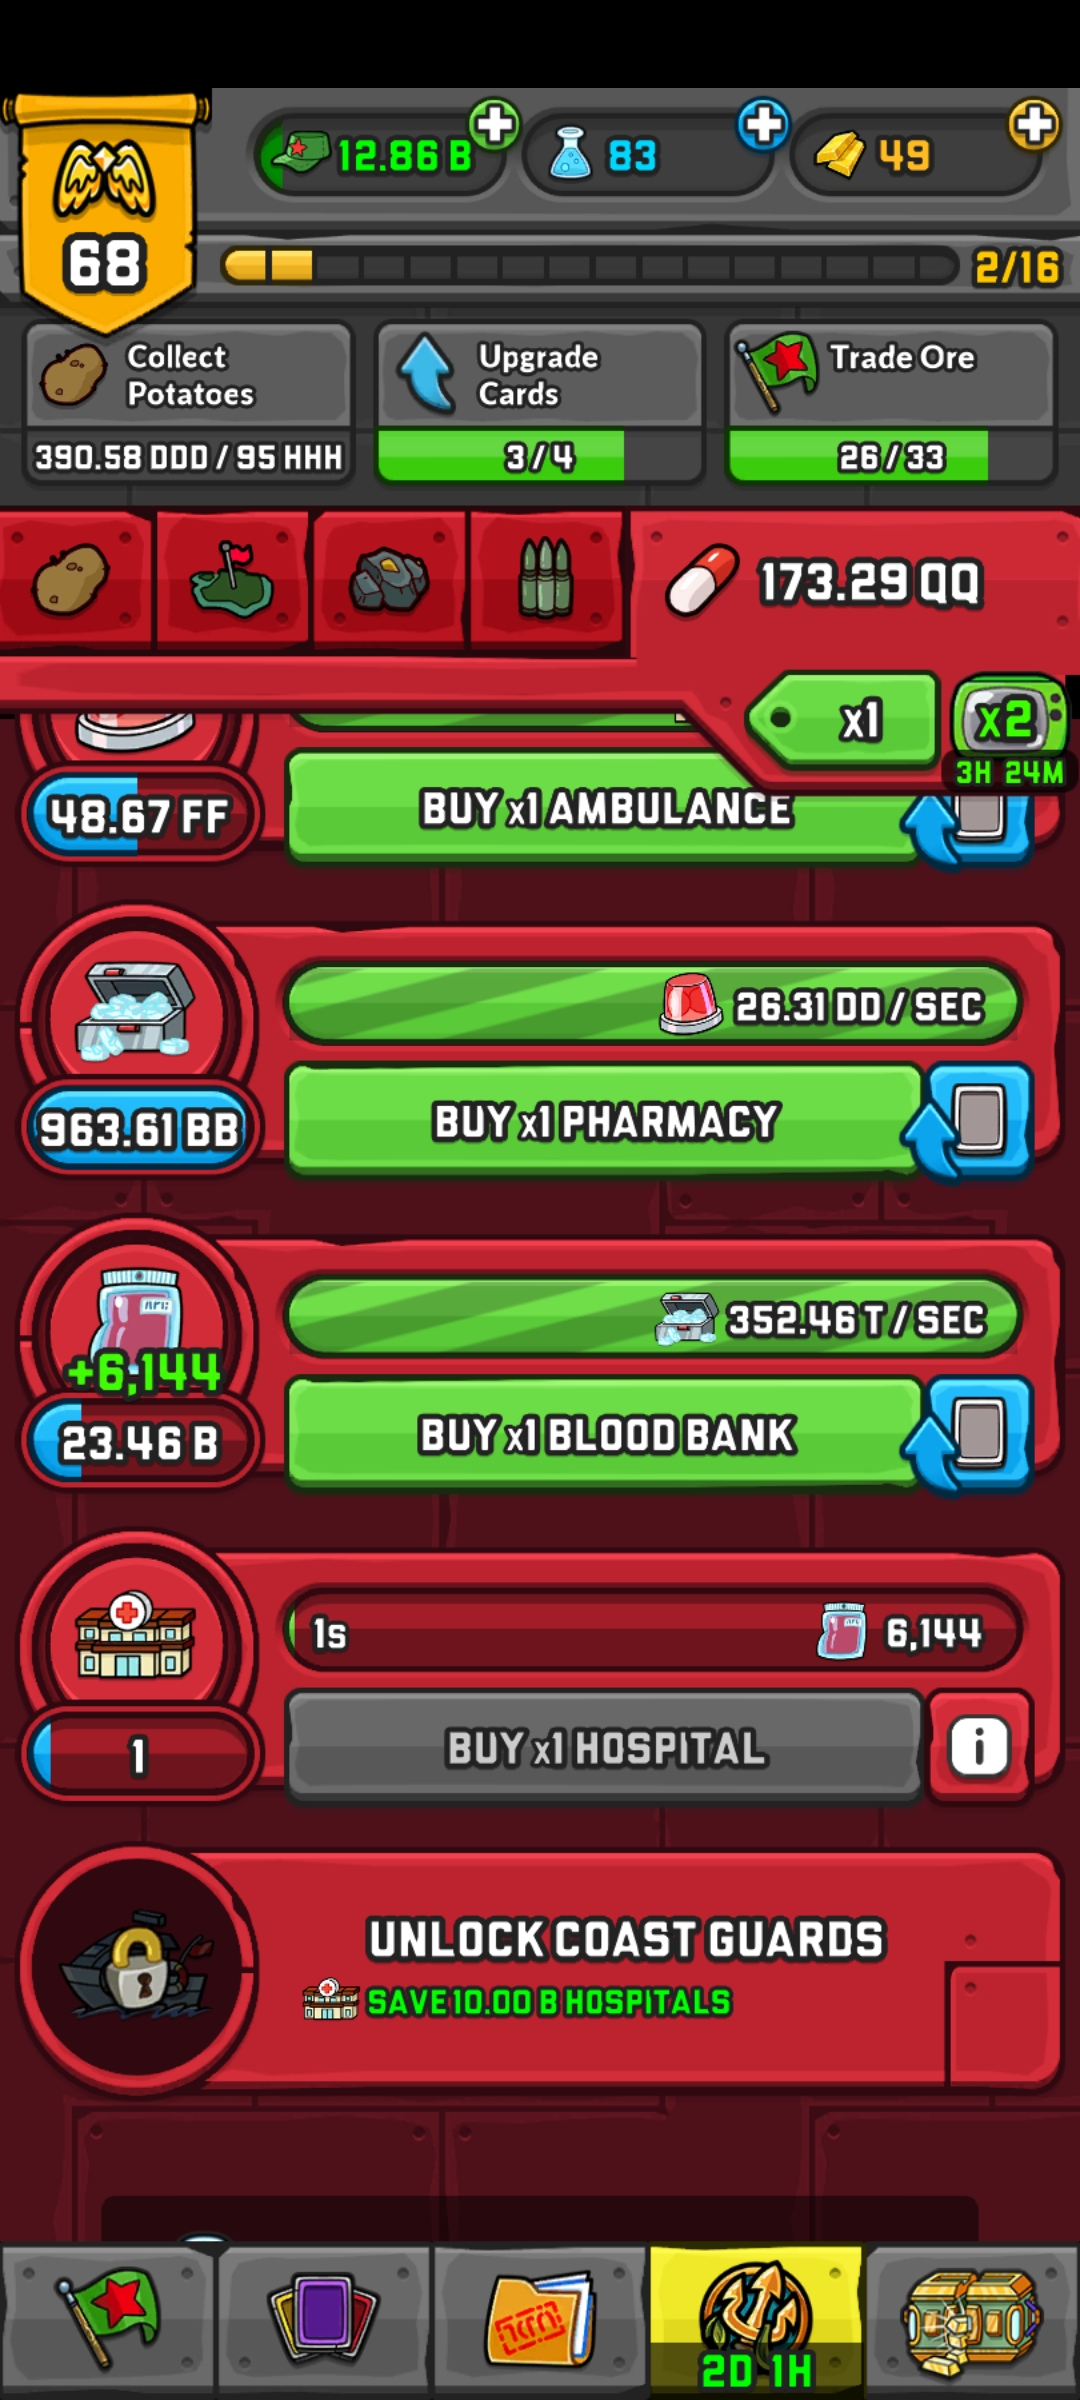 12.86 B
83
49
68
2/16
Collect
Potatoes
390.58 DDD / 95 HHH
Upgrade
Cards
3 / 4
Trade Ore
26 / 33
173.29 QQ
x1
x2
3H 24M
48.67 FF
BUY x1 AMBULANCE
26.31 DD / SEC
963.61 BB
BUY x1 PHARMACY
352.46 T / SEC
+6,144
23.46 B
BUY x1 BLOOD BANK
1s
6,144
1
BUY x1 HOSPITAL
i
UNLOCK COAST GUARDS
SAVE 10.00 B HOSPITALS
2D 1H